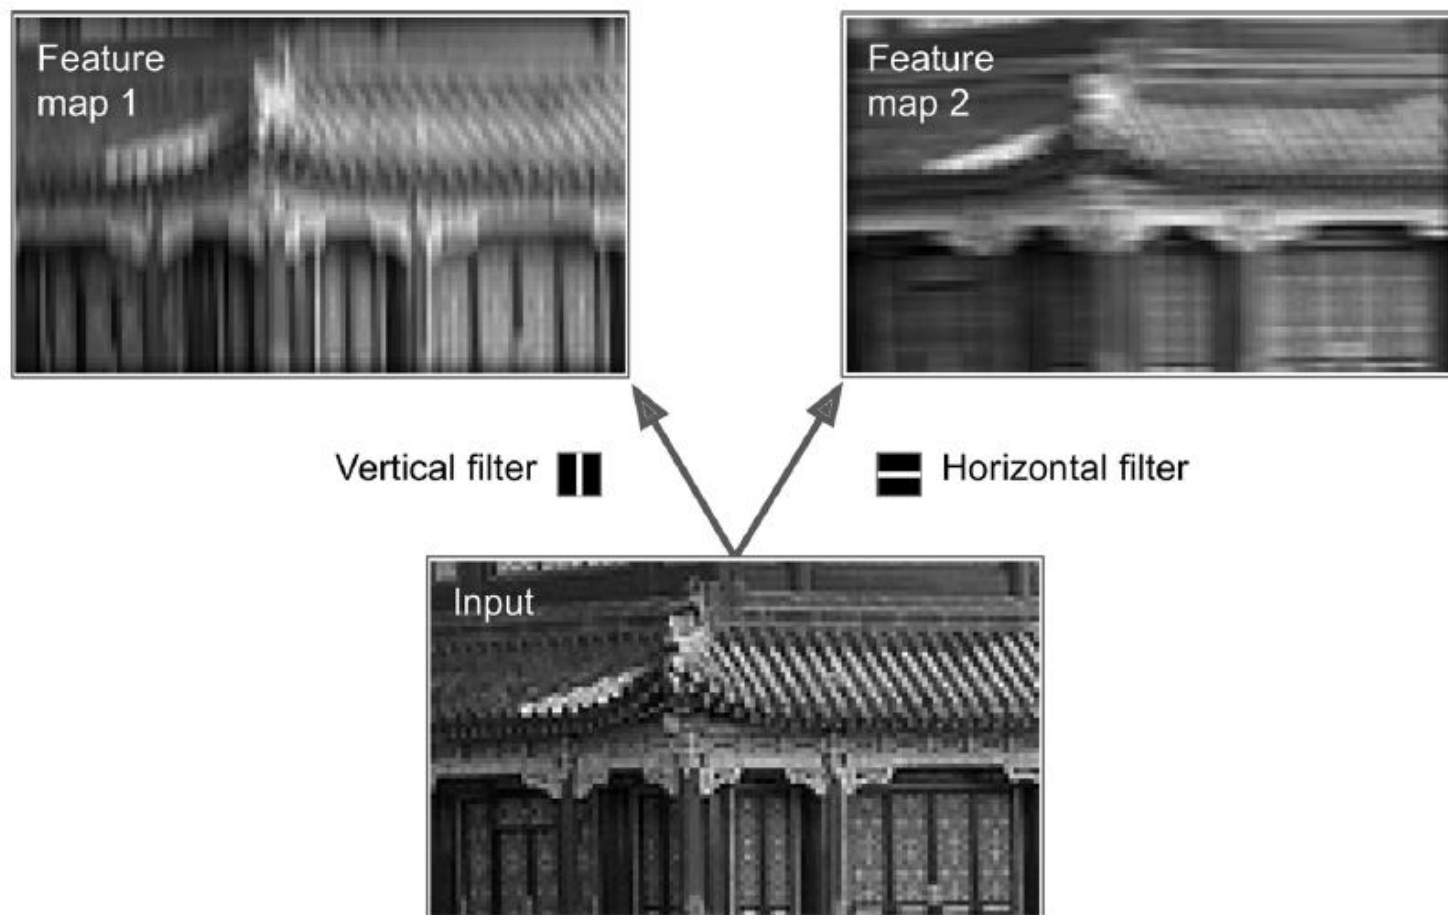 Feature
map 1
Feature
map 2
Vertical filter
Horizontal filter
Input